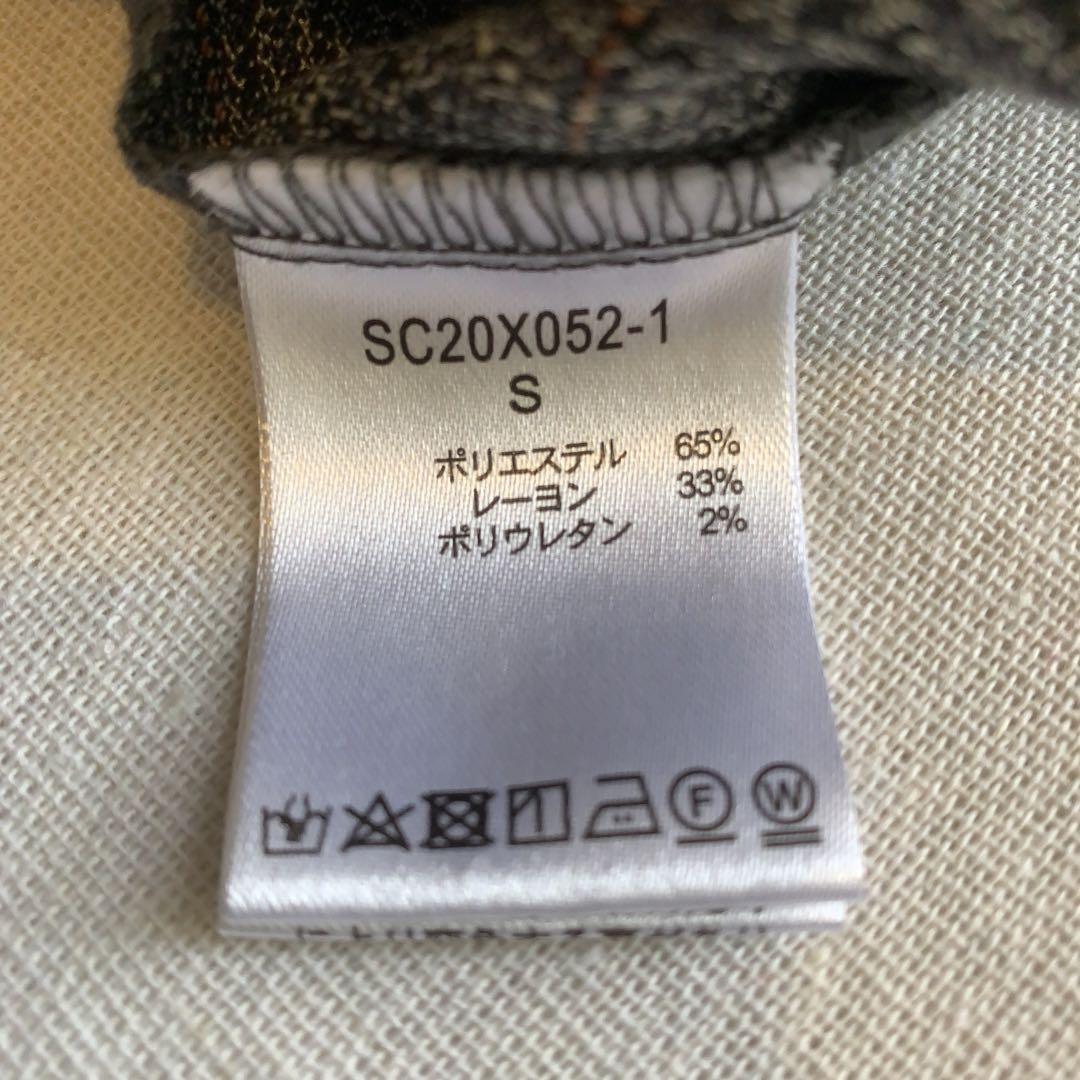 SC20X052-1
S
ポリエステル 65%
レーヨン 33%
ポリウレタン 2%
F W